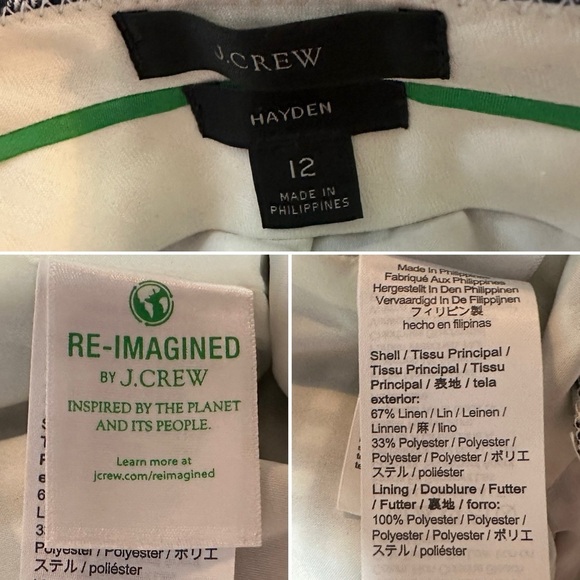 J.CREW
HAYDEN
12
MADE IN
PHILIPPINES
RE-IMAGINED
BY J.CREW
INSPIRED BY THE PLANET
AND ITS PEOPLE.
Learn more at
jcrew.com/reimagined
Polyester / Polyester / ポリエ
ステル / poliéster
Made In Philippines
Fabriqué Aux Philippines
Hergestellt In Den Philippinen
Vervaardigd In De Filippijnen
フィリピン製
hecho en filipinas
Shell / Tissu Principal /
Tissu Principal / Tissu
Principal / 表地 / tela
exterior:
67% Linen / Lin / Leinen /
Linnen / 麻 / lino
33% Polyester / Polyester /
Polyester / Polyester / ポリエ
ステル / poliéster
Lining / Doublure / Futter
/ Futter / 裏地 / forro:
100% Polyester / Polyester
/ Polyester / Polyester /
ポリエステル / poliéster